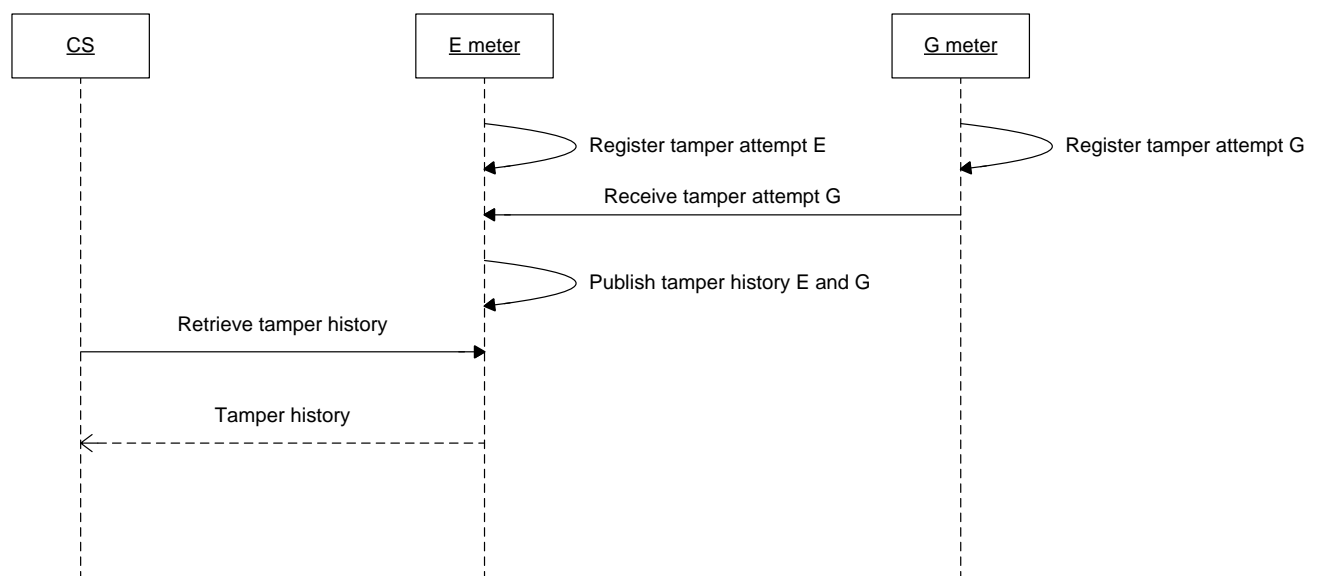 CS
E meter
G meter
Register tamper attempt E
Register tamper attempt G
Receive tamper attempt G
Publish tamper history E and G
Retrieve tamper history
Tamper history